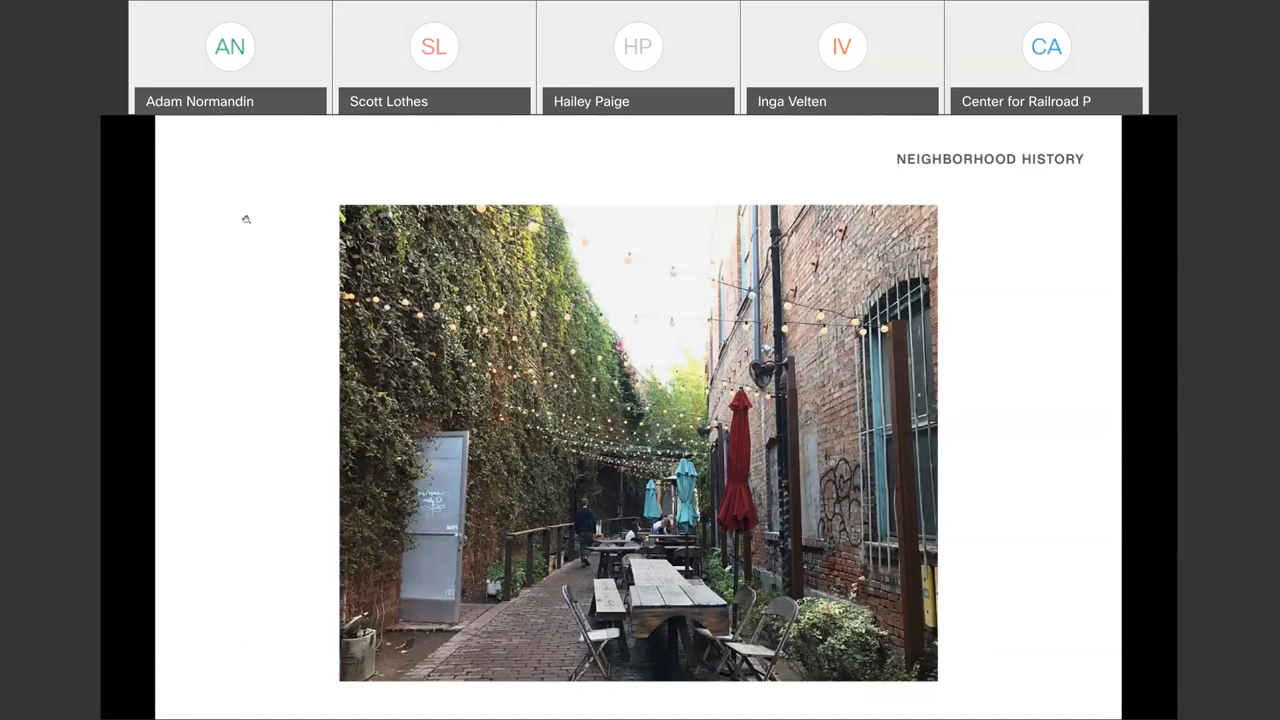 AN
SL
HP
IV
CA
Adam Normandin
Scott Lothes
Hailey Paige
Inga Velten
Center for Railroad P
NEIGHBORHOOD HISTORY